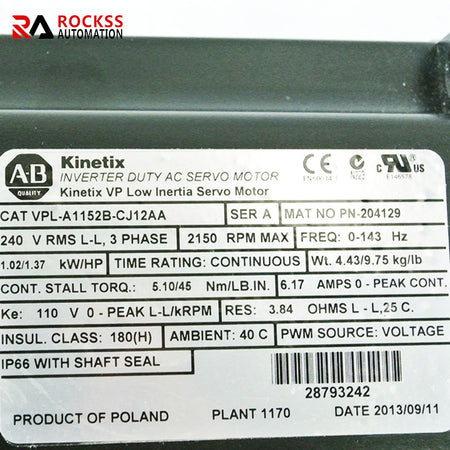 RA ROCKSS
AUTOMATION
AB
QUALITY
Kinetix
INVERTER DUTY AC SERVO MOTOR
Kinetix VP Low Inertia Servo Motor
CE
c UR US
CAT VPL-A1152B-CJ12AA SER A MAT NO PN-204129
240 V RMS L-L, 3 PHASE 2150 RPM MAX FREQ: 0-143 Hz
1.02/1.37 kW/HP TIME RATING: CONTINUOUS Wt. 4.43/9.75 kg/lb
CONT. STALL TORQ.: 5.10/45 Nm/LB.IN. 6.17 AMPS 0 - PEAK CONT.
Ke: 110 V 0 - PEAK L-L/kRPM RES: 3.84 OHMS L - L,25 C.
INSUL. CLASS: 180(H) AMBIENT: 40 C PWM SOURCE: VOLTAGE
IP66 WITH SHAFT SEAL
28793242
PRODUCT OF POLAND PLANT 1170 DATE 2013/09/11